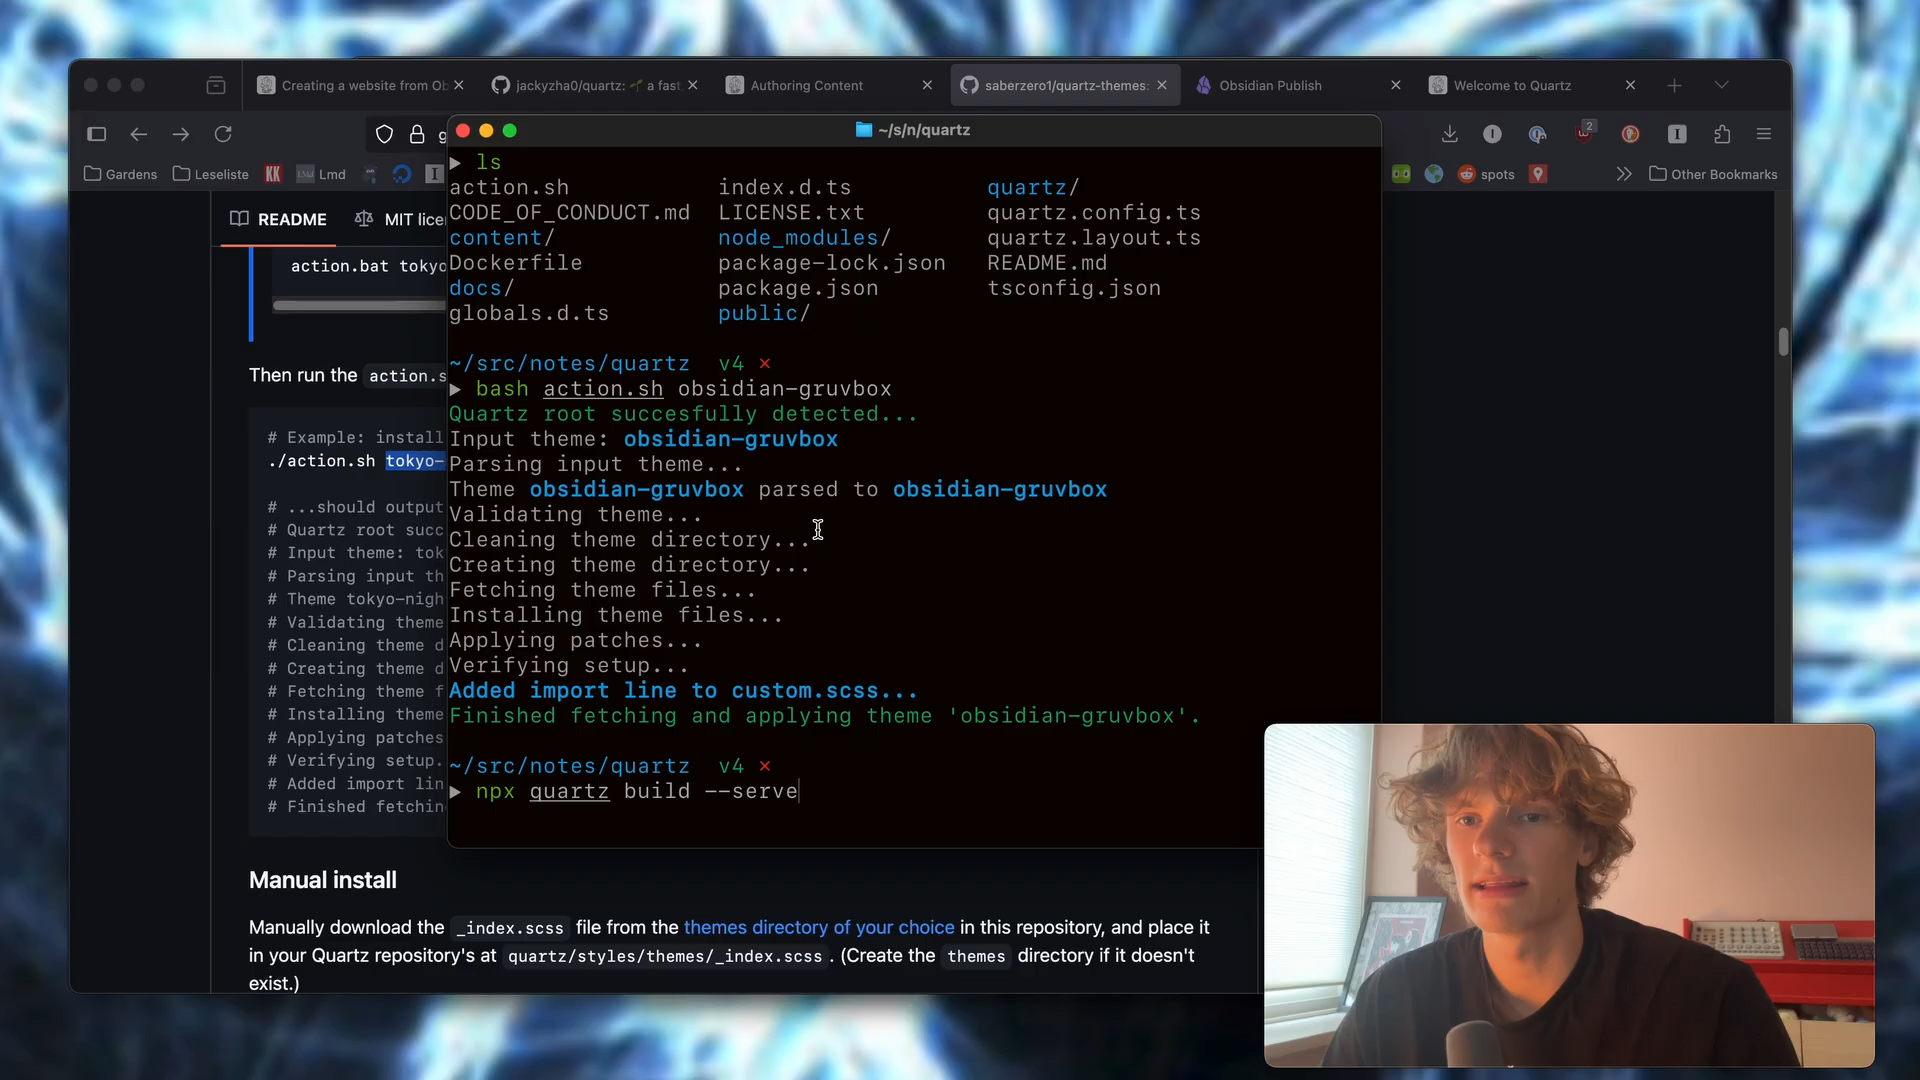 Creating a website from Ob
jackyzha0/quartz: 🌱 a fast
Authoring Content
saberzero1/quartz-themes:
Obsidian Publish
Welcome to Quartz
g
2
Gardens
Leseliste
KK
Lmd
spots
Other Bookmarks
~/s/n/quartz
README
MIT lice
action.bat tokyo
Then run the action.s
# Example: install
./action.sh tokyo-
# ...should output
# Quartz root succ
# Input theme: tok
# Parsing input th
# Theme tokyo-nigh
# Validating theme
# Cleaning theme d
# Creating theme d
# Fetching theme f
# Installing theme
# Applying patches
# Verifying setup.
# Added import lin
# Finished fetchin
▶ ls
action.sh index.d.ts quartz/
CODE_OF_CONDUCT.md LICENSE.txt quartz.config.ts
content/ node_modules/ quartz.layout.ts
Dockerfile package-lock.json README.md
docs/ package.json tsconfig.json
globals.d.ts public/
~/src/notes/quartz v4 ×
▶ bash action.sh obsidian-gruvbox
Quartz root succesfully detected...
Input theme: obsidian-gruvbox
Parsing input theme...
Theme obsidian-gruvbox parsed to obsidian-gruvbox
Validating theme...
Cleaning theme directory...
Creating theme directory...
Fetching theme files...
Installing theme files...
Applying patches...
Verifying setup...
Added import line to custom.scss...
Finished fetching and applying theme 'obsidian-gruvbox'.
~/src/notes/quartz v4 ×
▶ npx quartz build --serve
Manual install
Manually download the _index.scss file from the themes directory of your choice in this repository, and place it
in your Quartz repository's at quartz/styles/themes/_index.scss. (Create the themes directory if it doesn't
exist.)